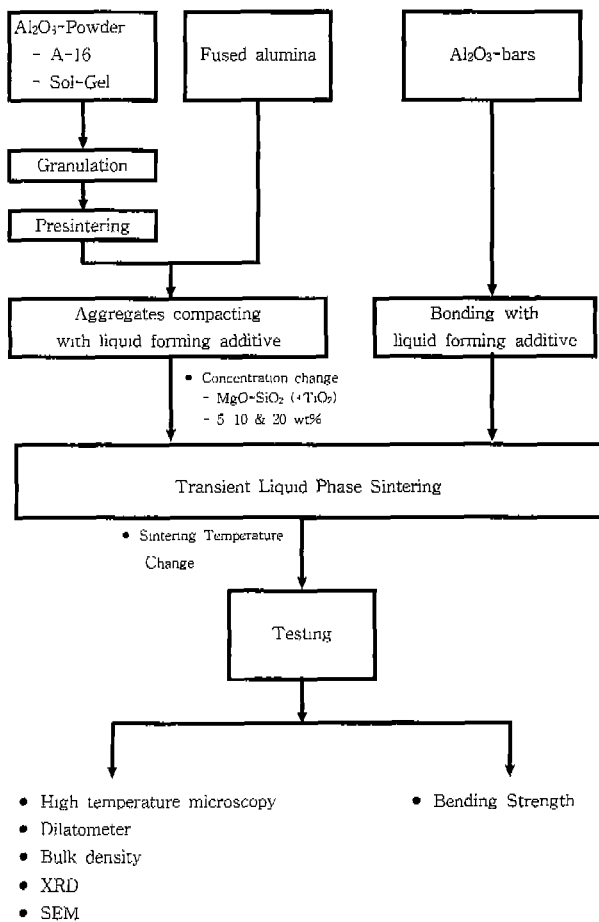 Al₂O₃-Powder
- A-16
- Sol-Gel
Fused alumina
Al₂O₃-bars
Granulation
Presintering
Aggregates compacting
with liquid forming additive
Bonding with
liquid forming additive
• Concentration change
- MgO-SiO₂ (+TiO₂)
- 5 10 & 20 wt%
Transient Liquid Phase Sintering
• Sintering Temperature
Change
Testing
• High temperature microscopy
• Dilatometer
• Bulk density
• XRD
• SEM
• Bending Strength